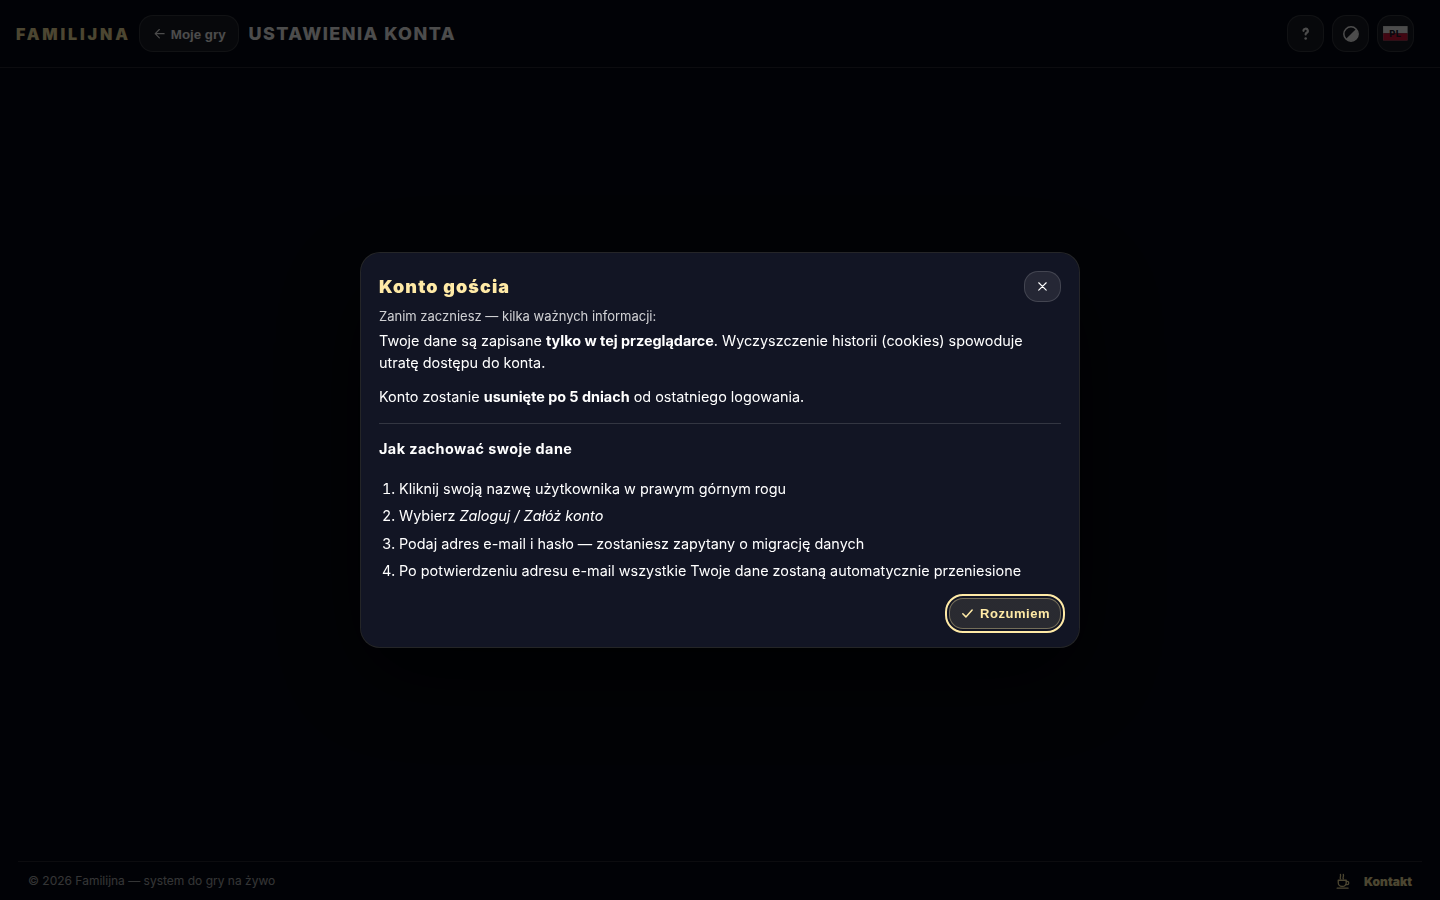 FAMILIJNA
← Moje gry
USTAWIENIA KONTA
?
PL
Konto gościa
Zanim zaczniesz — kilka ważnych informacji:
Twoje dane są zapisane tylko w tej przeglądarce. Wyczyszczenie historii (cookies) spowoduje
utratę dostępu do konta.
Konto zostanie usunięte po 5 dniach od ostatniego logowania.
Jak zachować swoje dane
1. Kliknij swoją nazwę użytkownika w prawym górnym rogu
2. Wybierz Zaloguj / Załóż konto
3. Podaj adres e-mail i hasło — zostaniesz zapytany o migrację danych
4. Po potwierdzeniu adresu e-mail wszystkie Twoje dane zostaną automatycznie przeniesione
Rozumiem
© 2026 Familijna — system do gry na żywo
Kontakt